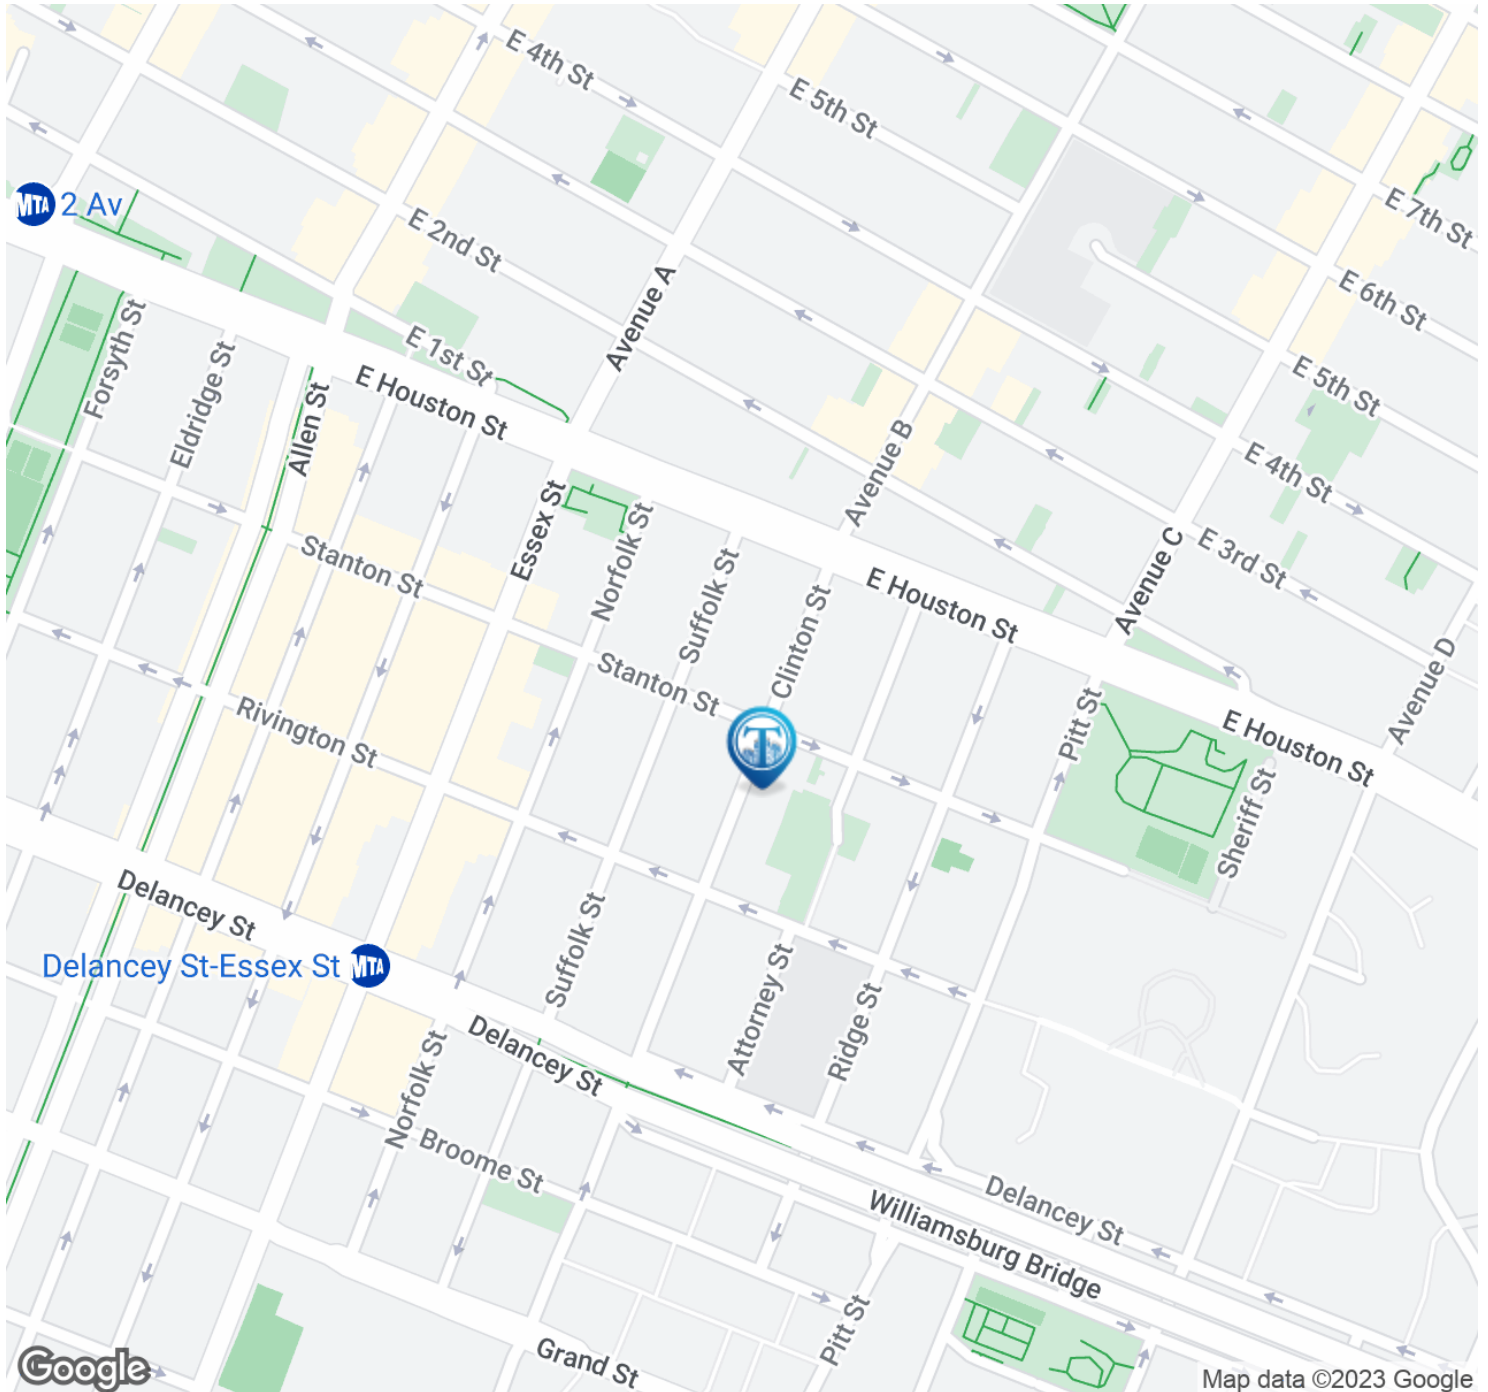 E 4th St
E 5th St
MTA 2 Av
E 7th St
E 2nd St
E 6th St
Avenue A
Forsyth St
E 1st St
Eldridge St
E 5th St
E Houston St
Allen St
Avenue B
E 4th St
Essex St
Norfolk St
E 3rd St
Stanton St
Avenue C
Suffolk St
E Houston St
Clinton St
Stanton St
Avenue D
Rivington St
Pitt St
E Houston St
T
Sheriff St
Delancey St
Suffolk St
Delancey St-Essex St MTA
Attorney St
Ridge St
Delancey St
Norfolk St
Broome St
Delancey St
Williamsburg Bridge
Pitt St
Grand St
Google
Map data ©2023 Google